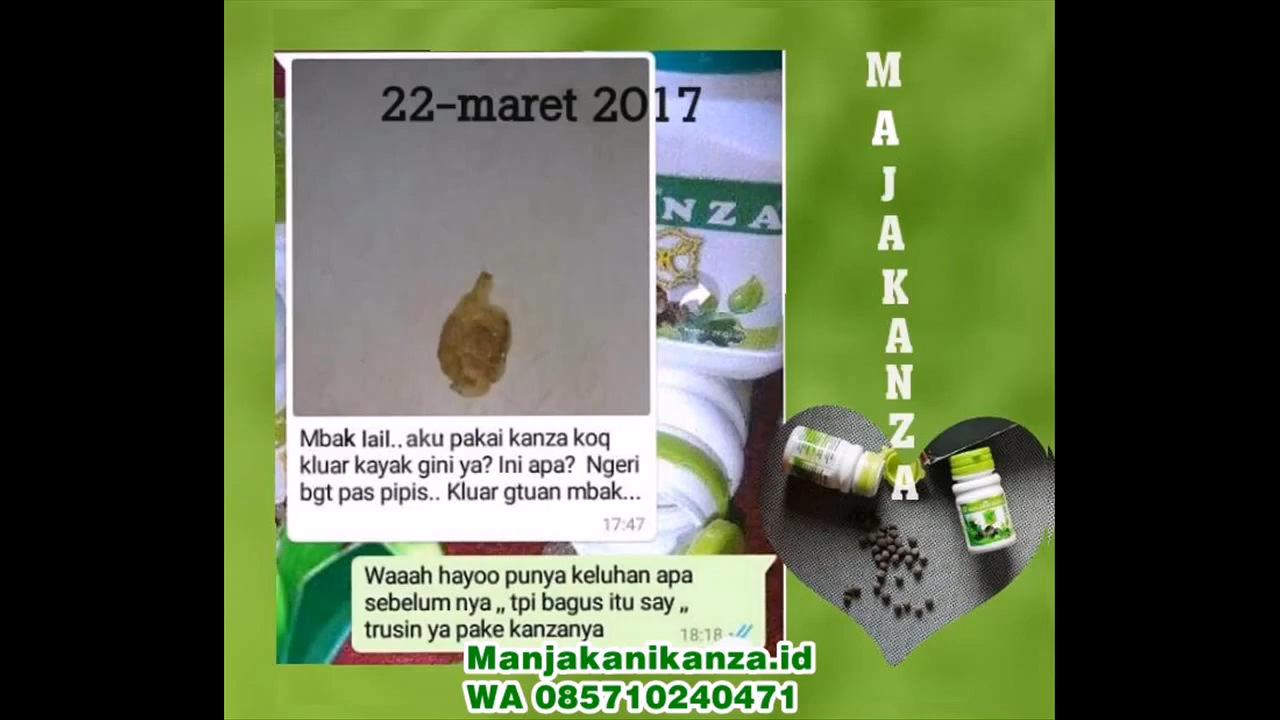 22-maret 2017
NZA
Mbak lail.. aku pakai kanza koq
kluar kayak gini ya? Ini apa? Ngeri
bgt pas pipis.. Kluar gtuan mbak...
17:47
Waaah hayoo punya keluhan apa
sebelum nya ,, tpi bagus itu say ,,
trusin ya pake kanzanya
18:18
MAJAKANZA
Manjakanikanza.id
WA 085710240471